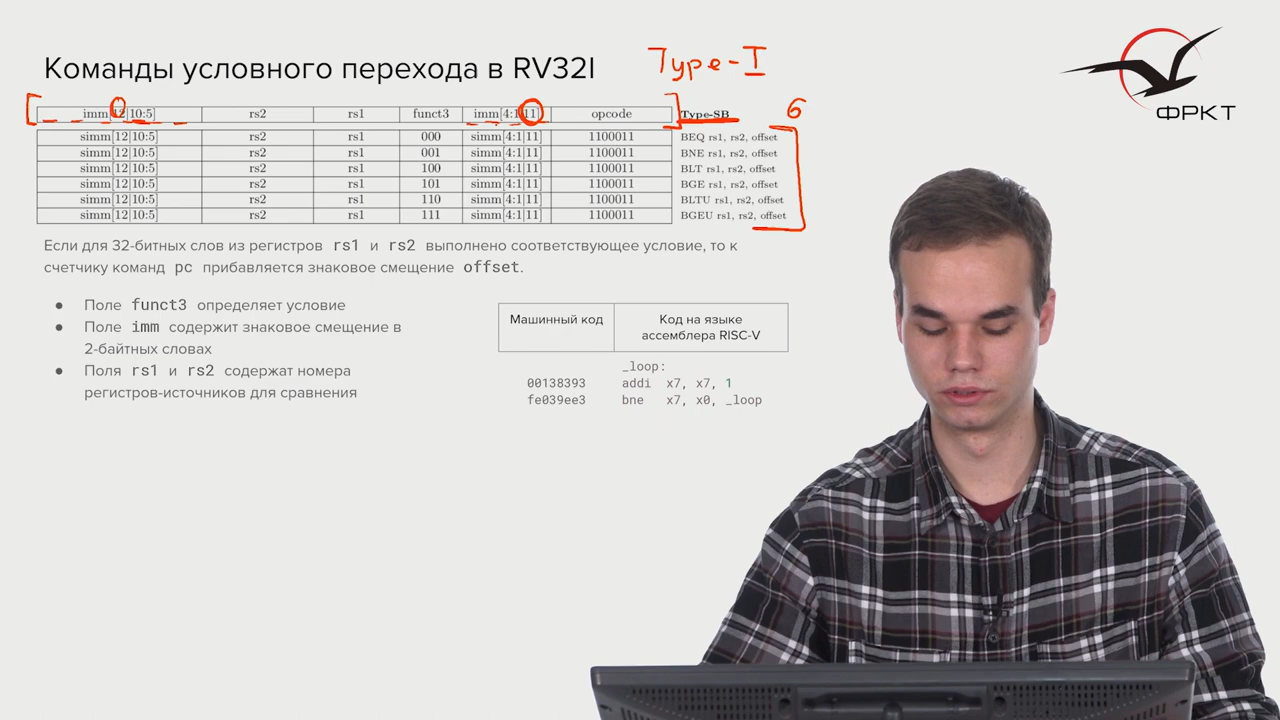 Команды условного перехода в RV32I
Type-I
ФРКТ
imm[12|10:5] rs2 rs1 funct3 imm[4:1|11] opcode Type-SB 6
simm[12|10:5] rs2 rs1 000 simm[4:1|11] 1100011 BEQ rs1, rs2, offset
simm[12|10:5] rs2 rs1 001 simm[4:1|11] 1100011 BNE rs1, rs2, offset
simm[12|10:5] rs2 rs1 100 simm[4:1|11] 1100011 BLT rs1, rs2, offset
simm[12|10:5] rs2 rs1 101 simm[4:1|11] 1100011 BGE rs1, rs2, offset
simm[12|10:5] rs2 rs1 110 simm[4:1|11] 1100011 BLTU rs1, rs2, offset
simm[12|10:5] rs2 rs1 111 simm[4:1|11] 1100011 BGEU rs1, rs2, offset
Если для 32-битных слов из регистров rs1 и rs2 выполнено соответствующее условие, то к
счетчику команд pc прибавляется знаковое смещение offset.
● Поле funct3 определяет условие
● Поле imm содержит знаковое смещение в
2-байтных словах
● Поля rs1 и rs2 содержат номера
регистров-источников для сравнения
Машинный код Код на языке
ассемблера RISC-V
_loop:
00138393 addi x7, x7, 1
fe039ee3 bne x7, x0, _loop